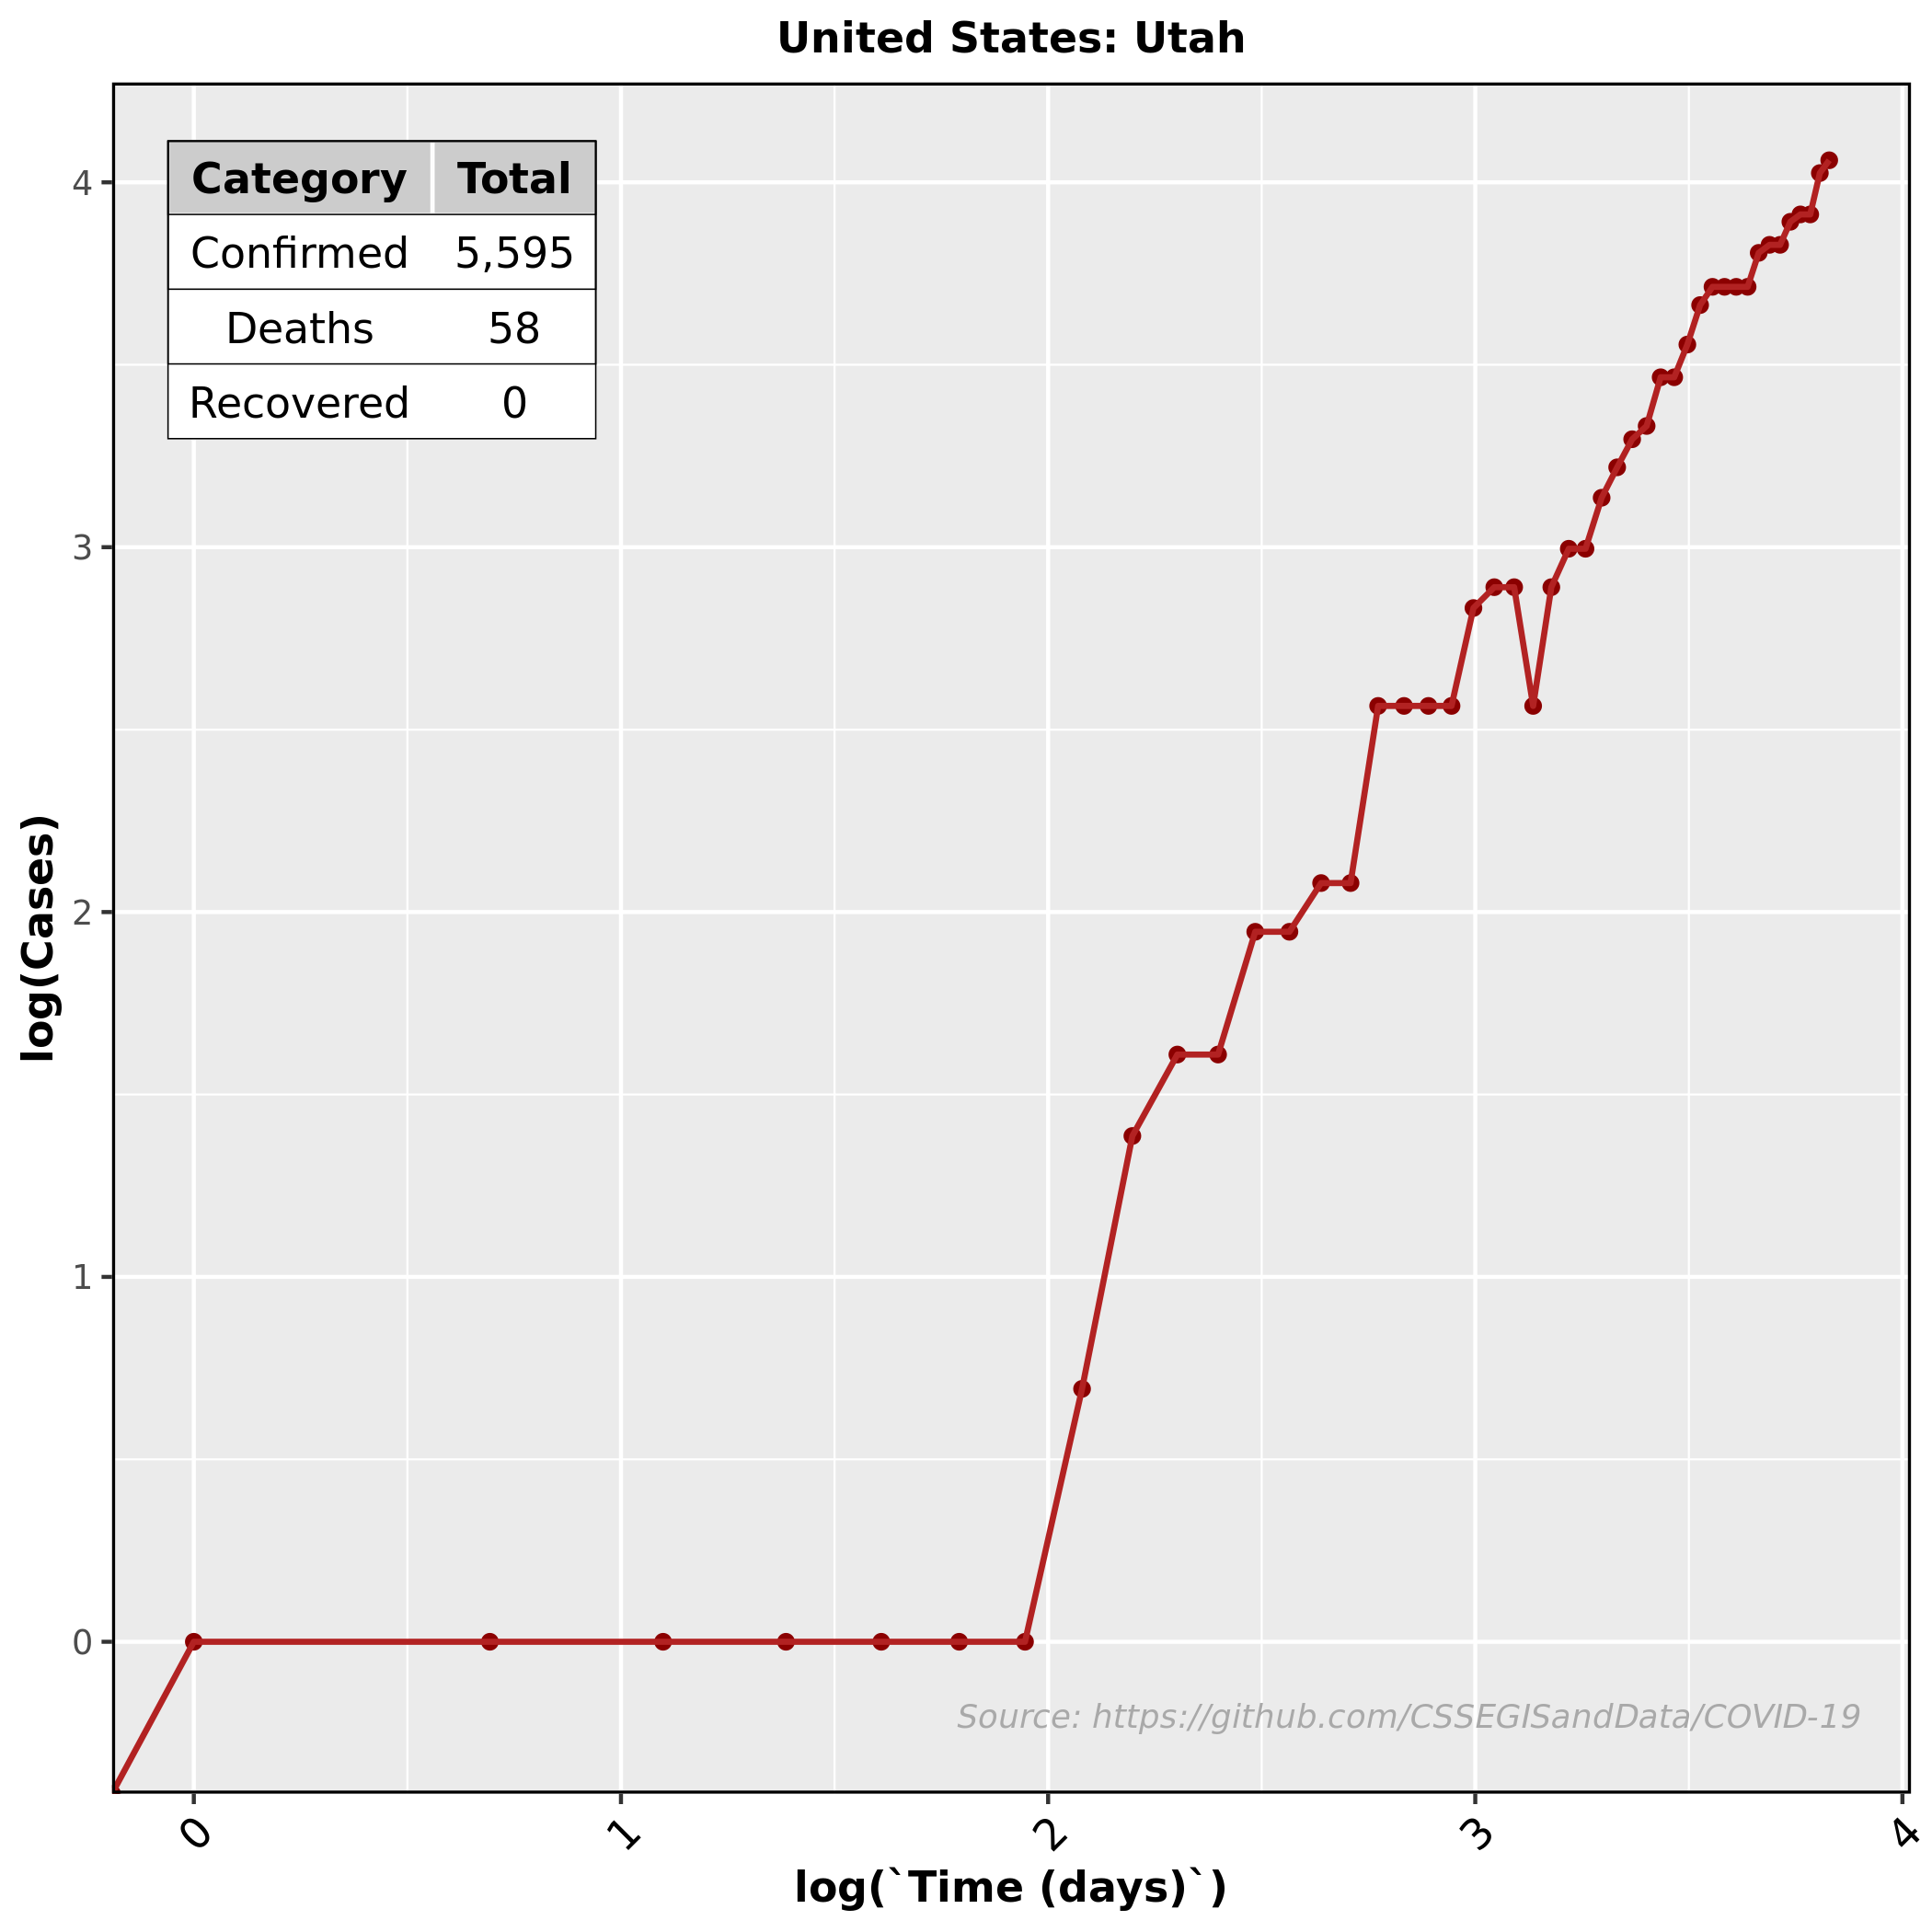 United States: Utah
Category Total
Confirmed 5,595
Deaths 58
Recovered 0
4
3
2
1
0
log(Cases)
Source: https://github.com/CSSEGISandData/COVID-19
0 1 2 3 4
log(`Time (days)`)